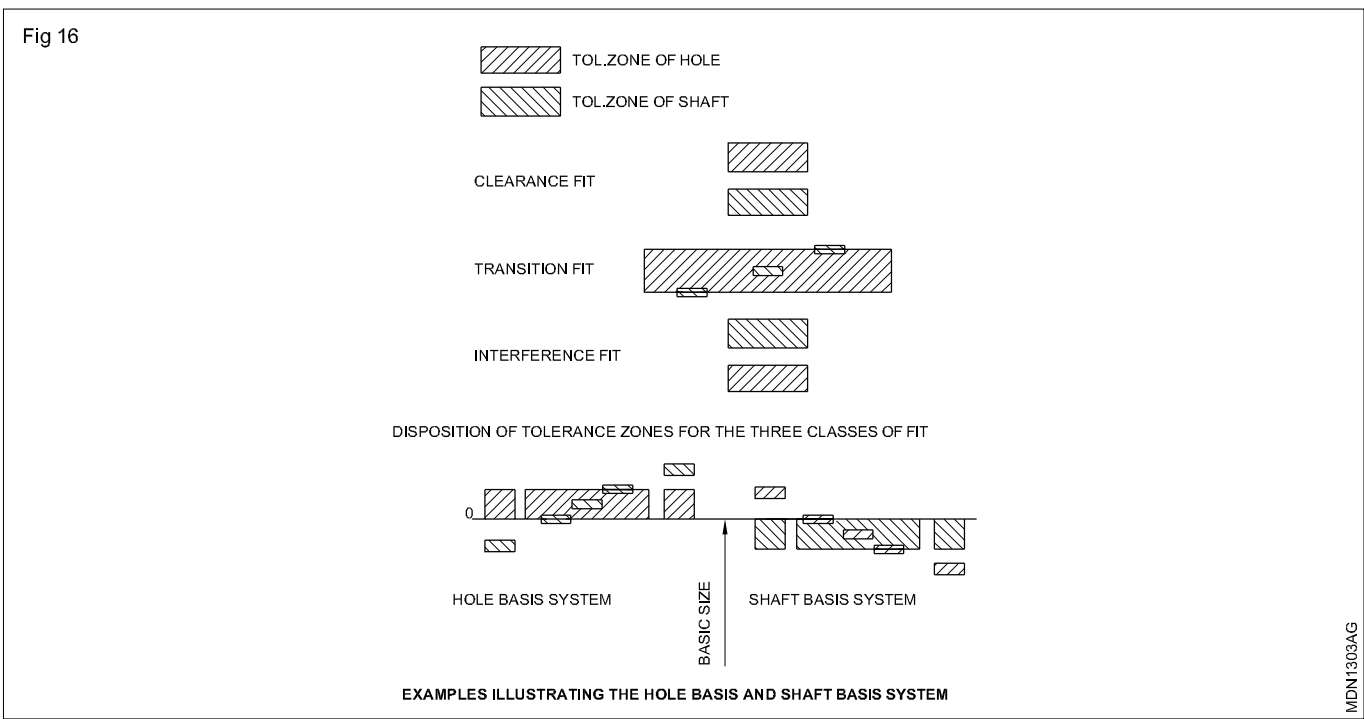 Fig 16
TOL.ZONE OF HOLE
TOL.ZONE OF SHAFT
CLEARANCE FIT
TRANSITION FIT
INTERFERENCE FIT
DISPOSITION OF TOLERANCE ZONES FOR THE THREE CLASSES OF FIT
0
HOLE BASIS SYSTEM
BASIC SIZE
SHAFT BASIS SYSTEM
EXAMPLES ILLUSTRATING THE HOLE BASIS AND SHAFT BASIS SYSTEM
MDN1303AG